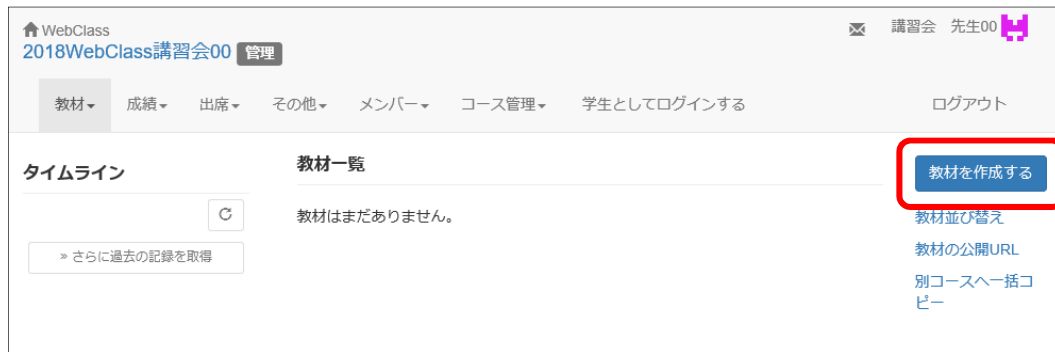 WebClass
講習会 先生00
2018WebClass講習会00 管理
教材 成績 出席 その他 メンバー コース管理 学生としてログインする ログアウト
タイムライン
» さらに過去の記録を取得
教材一覧
教材はまだありません。
教材を作成する
教材並び替え
教材の公開URL
別コースへ一括コ
ピー